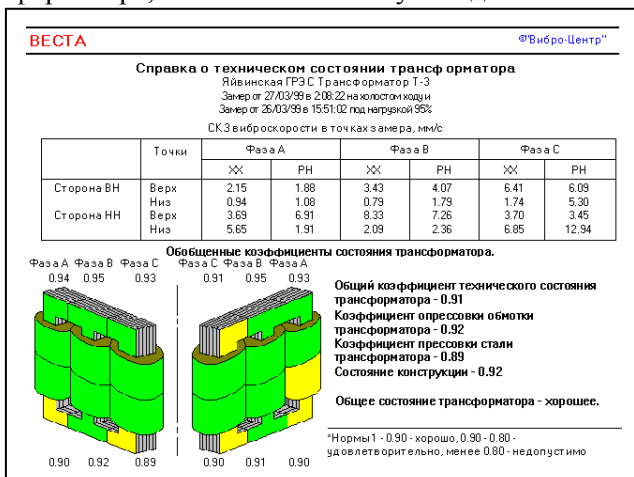 ВЕСТА ©"Вибро-Центр"
Справка о техническом состоянии трансформатора
Яйвинская ГРЭС Трансформатор Т-3
Замер от 27/03/99 в 2:08:22 на холостом ходу и
Замер от 26/03/99 в 15:51:02 под нагрузкой 95%
СКЗ виброскорости в точках замера, мм/с
Точки Фаза А Фаза В Фаза С
ХХ РН ХХ РН ХХ РН
Сторона ВН Верх 2.15 1.88 3.43 4.07 6.41 6.09
Низ 0.94 1.08 0.79 1.79 1.74 5.30
Сторона НН Верх 3.69 6.91 8.33 7.26 3.70 3.45
Низ 5.65 1.91 2.09 2.36 6.85 12.94
Обобщенные коэффициенты состояния трансформатора.
Фаза А Фаза В Фаза С Фаза С Фаза В Фаза А
0.94 0.95 0.93 0.91 0.95 0.93
Общий коэффициент технического состояния
трансформатора - 0.91
Коэффициент опрессовки обмотки
трансформатора - 0.92
Коэффициент прессовки стали
трансформатора - 0.89
Состояние конструкции - 0.92
Общее состояние трансформатора - хорошее.
*Нормы 1 - 0.90 - хорошо, 0.90 - 0.80 -
удовлетворительно, менее 0.80 - недопустимо
0.90 0.92 0.89 0.90 0.91 0.90